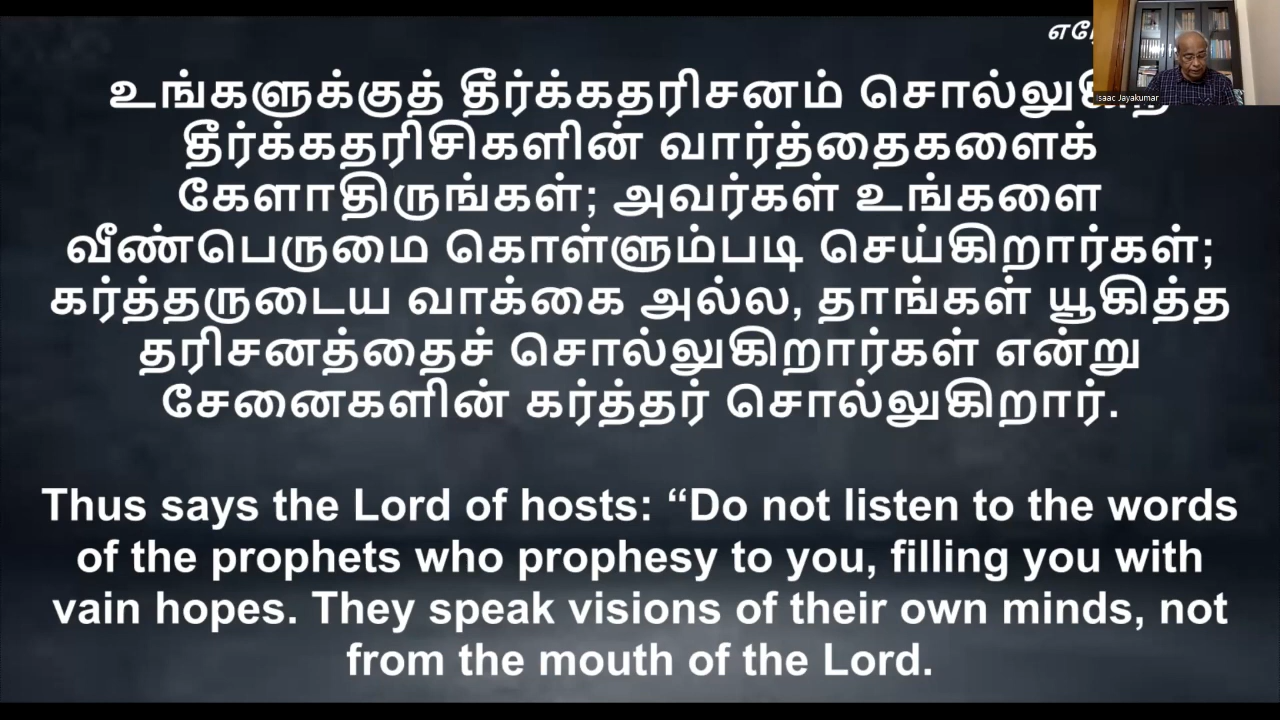 உங்களுக்குத் தீர்க்கதரிசனம்
தீர்க்கதரிசிகளின் வார்த்தைகளைக்
கேளாதிருங்கள்; அவர்கள் உங்களை
வீண்பெருமை கொள்ளும்படி செய்கிறார்கள்;
கர்த்தருடைய வாக்கை அல்ல, தாங்கள் யூகித்த
தரிசனத்தைச் சொல்லுகிறார்கள் என்று
சேனைகளின் கர்த்தர் சொல்லுகிறார்.
Thus says the Lord of hosts: “Do not listen to the words
of the prophets who prophesy to you, filling you with
vain hopes. They speak visions of their own minds, not
from the mouth of the Lord.
Isaac Jayakumar